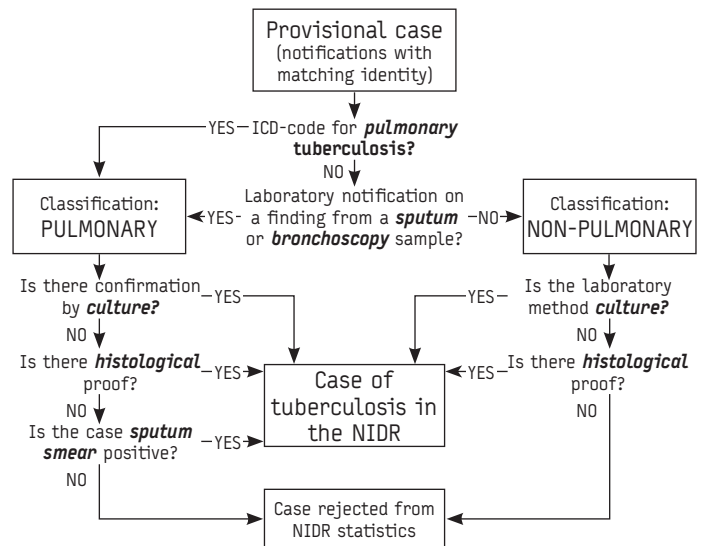 Provisional case
(notifications with
matching identity)
YES
ICD-code for pulmonary
tuberculosis?
NO
Classification:
PULMONARY
YES
Laboratory notification on
a finding from a sputum
or bronchoscopy sample?
NO
Classification:
NON-PULMONARY
Is there confirmation
by culture?
YES
YES
Is the laboratory
method culture?
NO
NO
Is there histological
proof?
YES
Case of
tuberculosis in
the NIDR
YES
Is there histological
proof?
NO
NO
Is the case sputum
smear positive?
YES
NO
Case rejected from
NIDR statistics